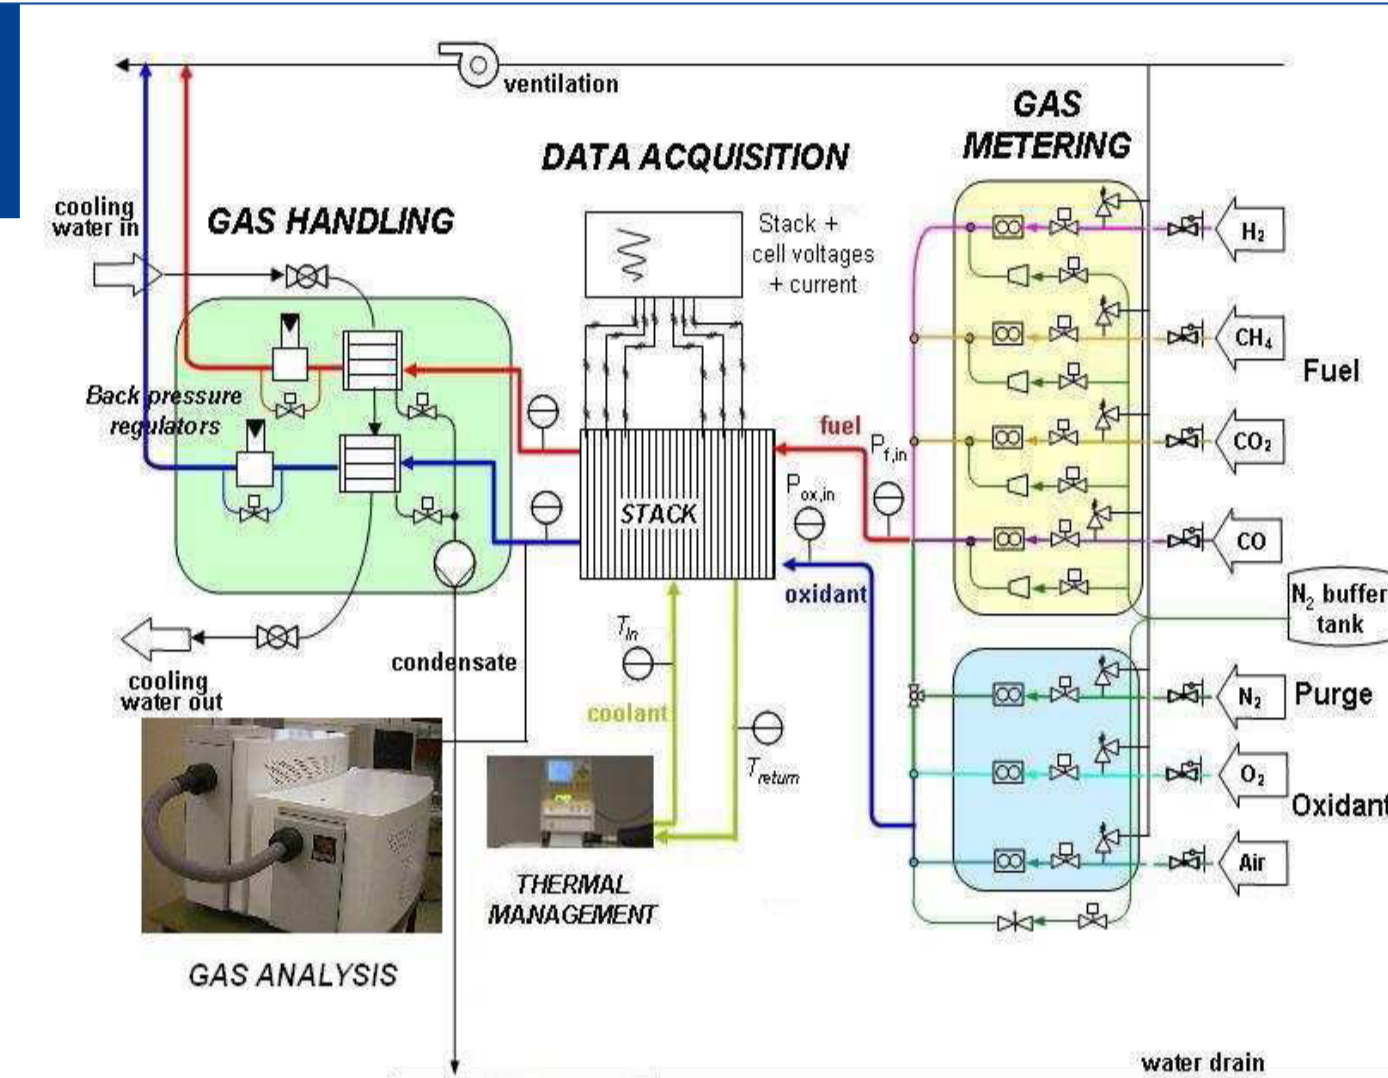 ventilation
GAS
METERING
DATA ACQUISITION
cooling
water in
GAS HANDLING
Stack +
cell voltages
+ current
H2
CH4
Fuel
CO2
CO
Back pressure
regulators
fuel
Pf,in
Pox,in
STACK
oxidant
N2 buffer
tank
Tin
condensate
cooling
water out
coolant
Treturn
N2
Purge
O2
Oxidant
Air
THERMAL
MANAGEMENT
GAS ANALYSIS
water drain